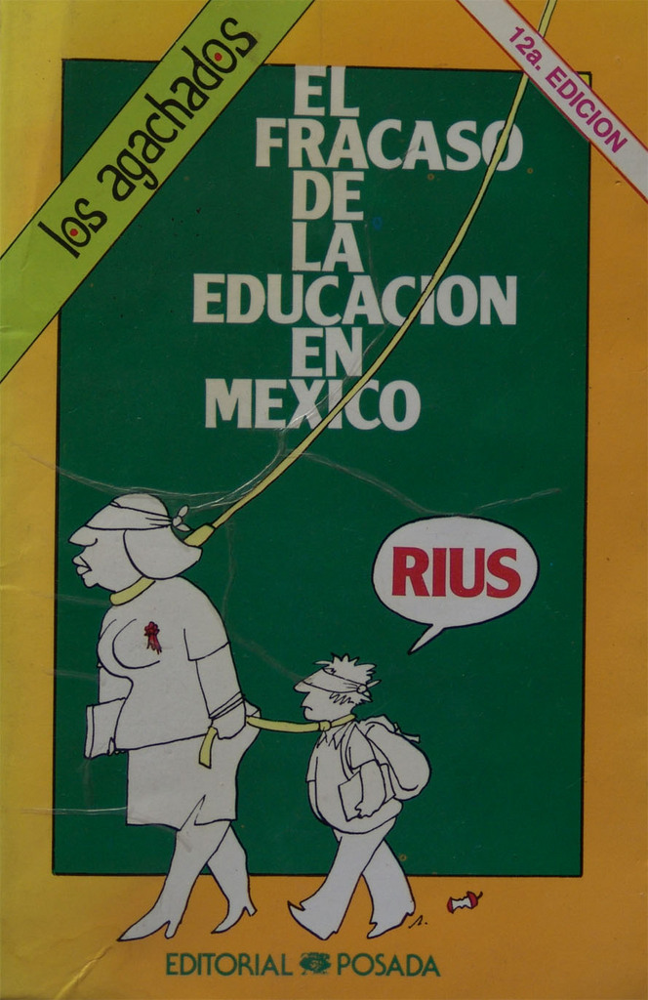 los agachados
12a. EDICION
EL
FRACASO
DE
LA
EDUCACION
EN
MEXICO
RIUS
EDITORIAL POSADA